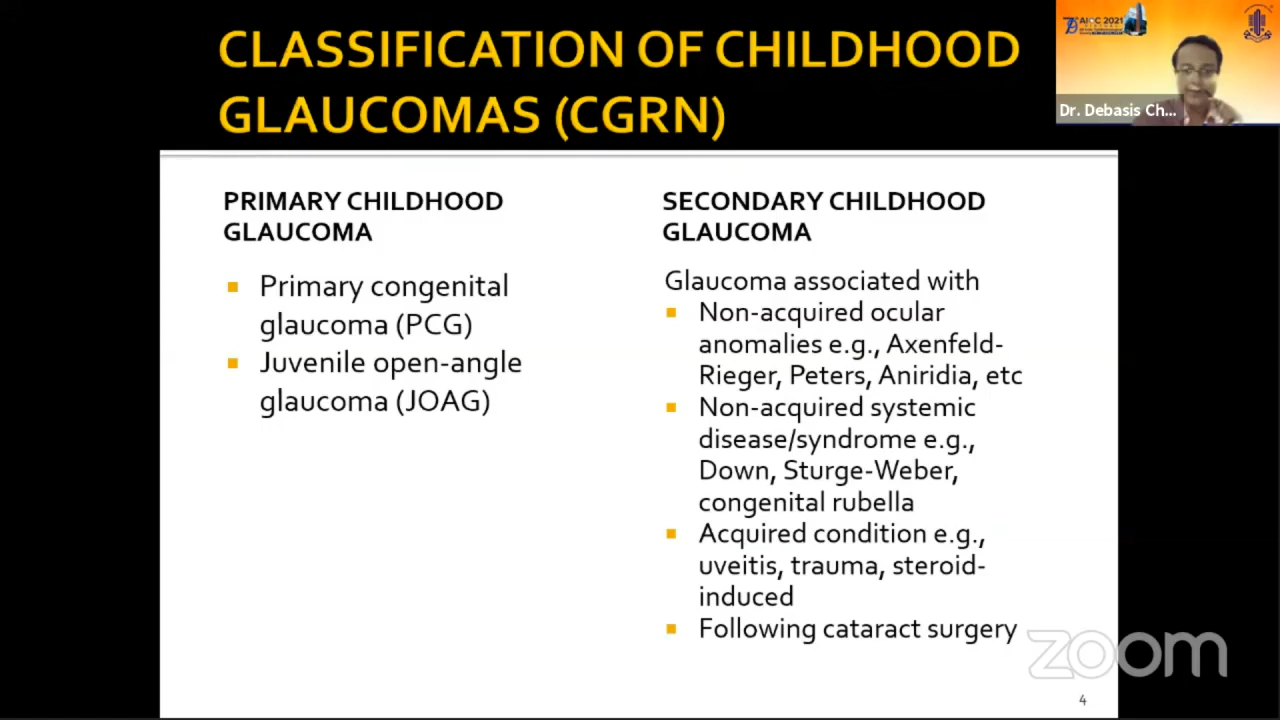 CLASSIFICATION OF CHILDHOOD
GLAUCOMAS (CGRN)
AIOC 2021
Dr. Debasis Ch...
PRIMARY CHILDHOOD
GLAUCOMA
▪ Primary congenital
glaucoma (PCG)
▪ Juvenile open-angle
glaucoma (JOAG)
SECONDARY CHILDHOOD
GLAUCOMA
Glaucoma associated with
▪ Non-acquired ocular
anomalies e.g., Axenfeld-
Rieger, Peters, Aniridia, etc
▪ Non-acquired systemic
disease/syndrome e.g.,
Down, Sturge-Weber,
congenital rubella
▪ Acquired condition e.g.,
uveitis, trauma, steroid-
induced
▪ Following cataract surgery
zoom
4